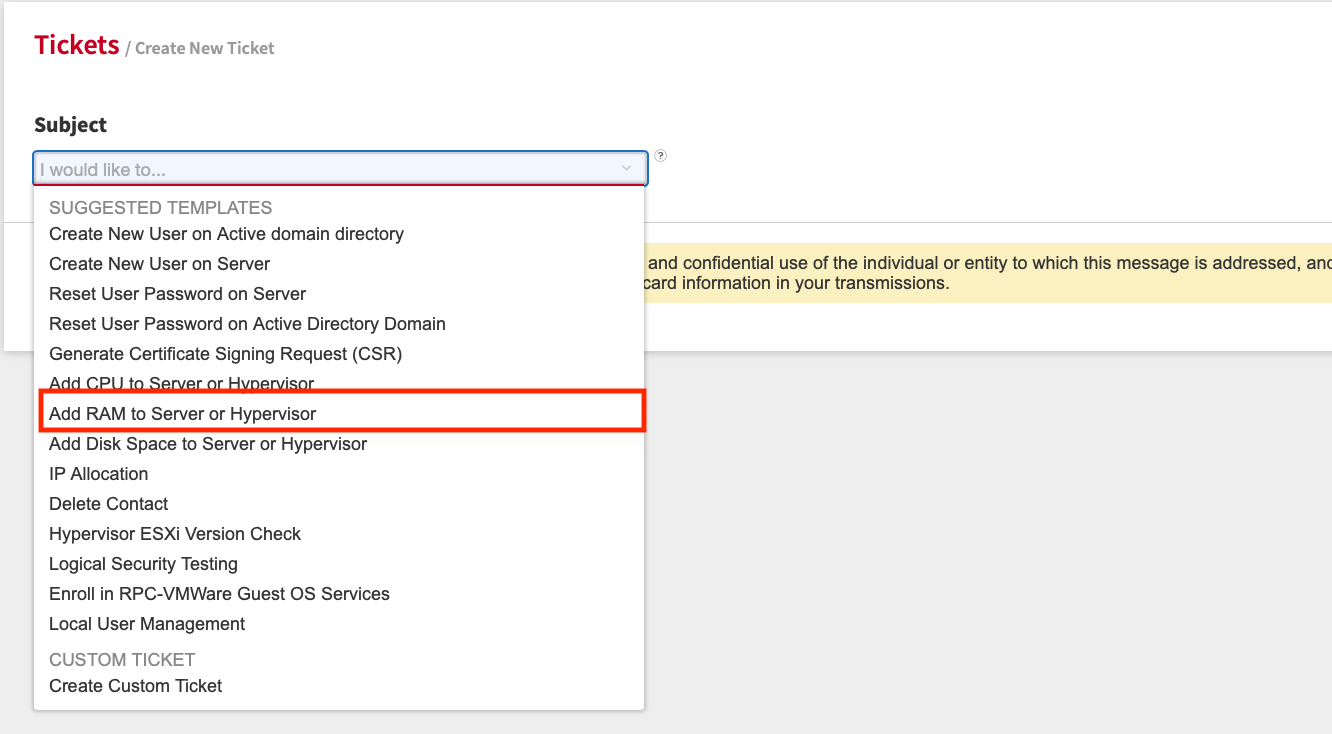 Tickets / Create New Ticket
Subject
I would like to...
?
SUGGESTED TEMPLATES
Create New User on Active domain directory
Create New User on Server
and confidential use of the individual or entity to which this message is addressed, and
card information in your transmissions.
Reset User Password on Server
Reset User Password on Active Directory Domain
Generate Certificate Signing Request (CSR)
Add CPU to Server or Hypervisor
Add RAM to Server or Hypervisor
Add Disk Space to Server or Hypervisor
IP Allocation
Delete Contact
Hypervisor ESXi Version Check
Logical Security Testing
Enroll in RPC-VMWare Guest OS Services
Local User Management
CUSTOM TICKET
Create Custom Ticket